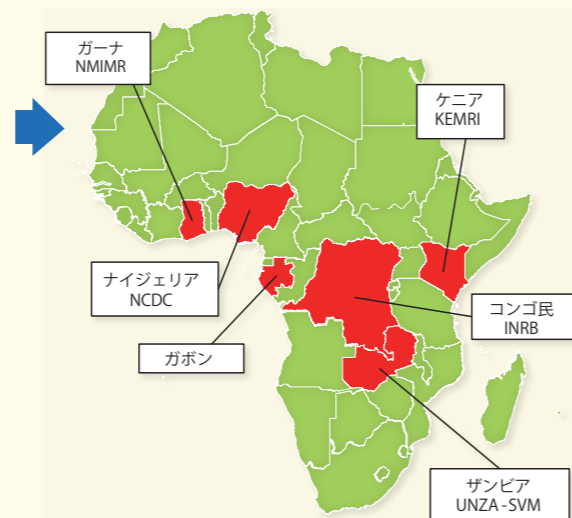 ガーナ
NMIMR
ケニア
KEMRI
ナイジェリア
NCDC
ガボン
コンゴ民
INRB
ザンビア
UNZA-SVM